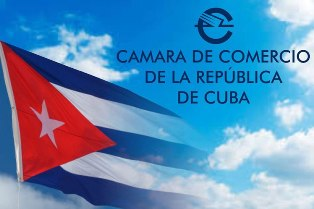 CAMARA DE COMERCIO
DE LA REPÚBLICA
DE CUBA